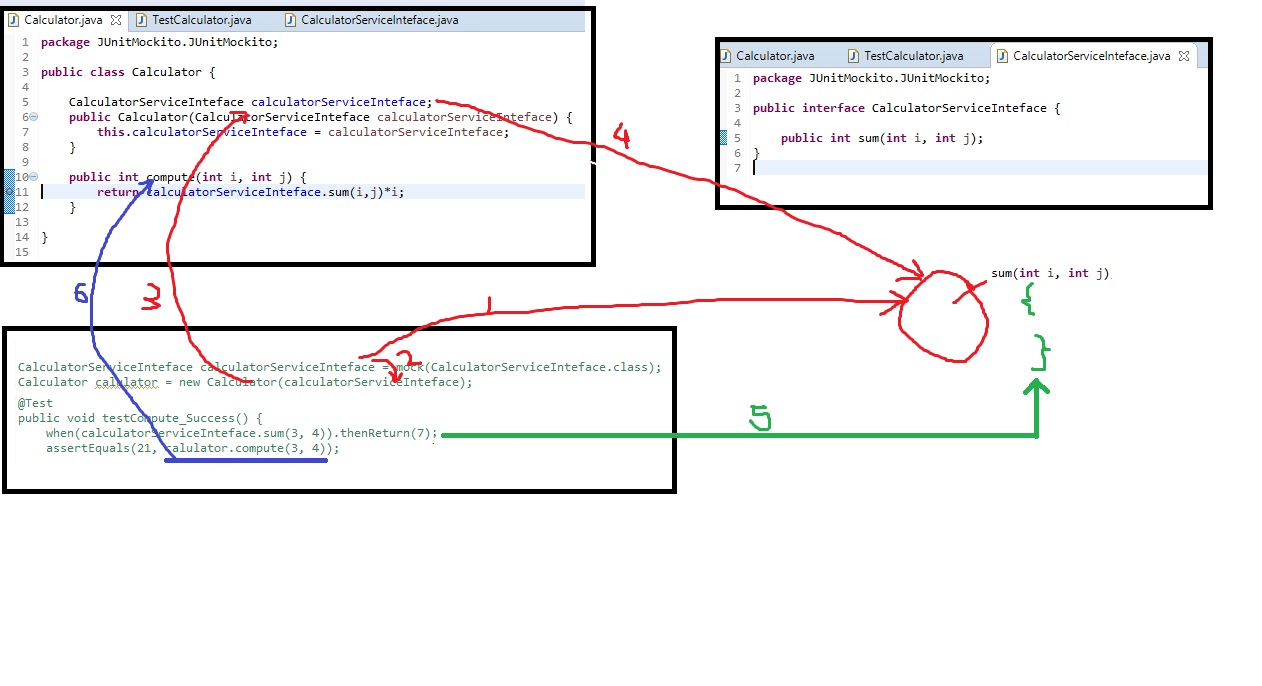 Calculator.java TestCalculator.java CalculatorServiceInteface.java
1 package JUnitMockito.JUnitMockito;
2
3 public class Calculator {
4
5 CalculatorServiceInteface calculatorServiceInteface;
6 public Calculator(CalculatorServiceInteface calculatorServiceInteface) {
7 this.calculatorServiceInteface = calculatorServiceInteface;
8 }
9
10 public int compute(int i, int j) {
11 return calculatorServiceInteface.sum(i,j)*i;
12 }
13
14 }
15
Calculator.java TestCalculator.java CalculatorServiceInteface.java
1 package JUnitMockito.JUnitMockito;
2
3 public interface CalculatorServiceInteface {
4
5 public int sum(int i, int j);
6 }
7
4
sum(int i, int j)
{
}
6
3
1
2
5
CalculatorServiceInteface calculatorServiceInteface = mock(CalculatorServiceInteface.class);
Calculator calulator = new Calculator(calculatorServiceInteface);
@Test
public void testCompute_Success() {
when(calculatorServiceInteface.sum(3, 4)).thenReturn(7);
assertEquals(21, calulator.compute(3, 4));